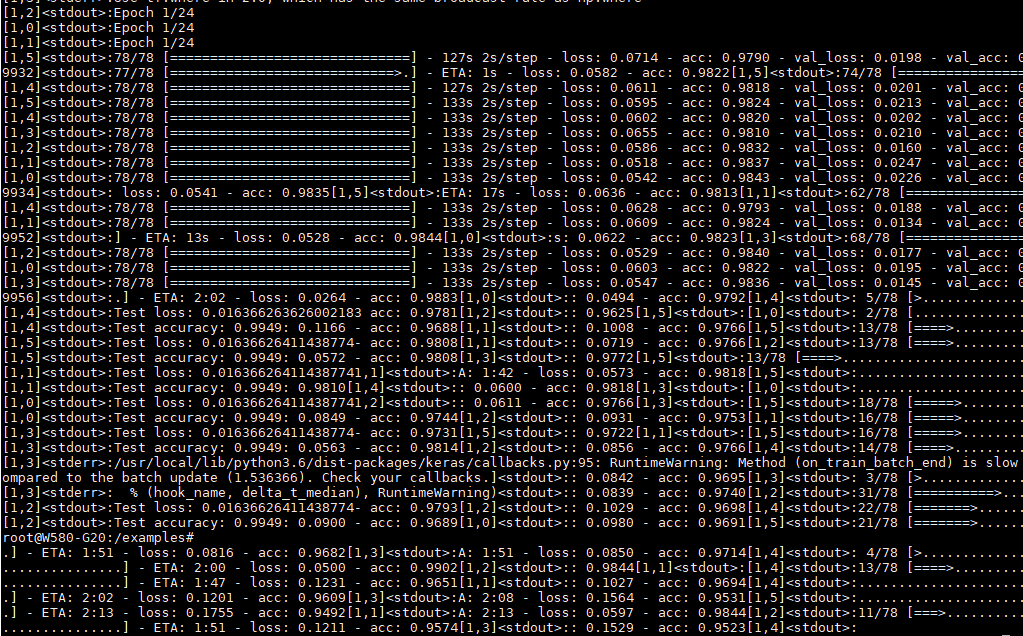 [1,2]<stdout>:Epoch 1/24
[1,0]<stdout>:Epoch 1/24
[1,1]<stdout>:Epoch 1/24
[1,5]<stdout>:78/78 [==============================] - 127s 2s/step - loss: 0.0714 - acc: 0.9790 - val_loss: 0.0198 - val_acc: 0
9932]<stdout>:77/78 [============================>.] - ETA: 1s - loss: 0.0582 - acc: 0.9822[1,5]<stdout>:74/78 [================
[1,4]<stdout>:78/78 [==============================] - 127s 2s/step - loss: 0.0611 - acc: 0.9818 - val_loss: 0.0201 - val_acc: 0
[1,5]<stdout>:78/78 [==============================] - 133s 2s/step - loss: 0.0595 - acc: 0.9824 - val_loss: 0.0213 - val_acc: 0
[1,4]<stdout>:78/78 [==============================] - 133s 2s/step - loss: 0.0602 - acc: 0.9820 - val_loss: 0.0202 - val_acc: 0
[1,3]<stdout>:78/78 [==============================] - 133s 2s/step - loss: 0.0655 - acc: 0.9810 - val_loss: 0.0210 - val_acc: 0
[1,2]<stdout>:78/78 [==============================] - 133s 2s/step - loss: 0.0586 - acc: 0.9832 - val_loss: 0.0160 - val_acc: 0
[1,1]<stdout>:78/78 [==============================] - 133s 2s/step - loss: 0.0518 - acc: 0.9837 - val_loss: 0.0247 - val_acc: 0
[1,0]<stdout>:78/78 [==============================] - 133s 2s/step - loss: 0.0542 - acc: 0.9843 - val_loss: 0.0226 - val_acc: 0
9934]<stdout>: loss: 0.0541 - acc: 0.9835[1,5]<stdout>:ETA: 17s - loss: 0.0636 - acc: 0.9813[1,1]<stdout>:62/78 [===============
[1,4]<stdout>:78/78 [==============================] - 133s 2s/step - loss: 0.0628 - acc: 0.9793 - val_loss: 0.0188 - val_acc: 0
[1,1]<stdout>:78/78 [==============================] - 133s 2s/step - loss: 0.0609 - acc: 0.9824 - val_loss: 0.0134 - val_acc: 0
9952]<stdout>:] - ETA: 13s - loss: 0.0528 - acc: 0.9844[1,0]<stdout>:s: 0.0622 - acc: 0.9823[1,3]<stdout>:68/78 [===============
[1,2]<stdout>:78/78 [==============================] - 133s 2s/step - loss: 0.0529 - acc: 0.9840 - val_loss: 0.0177 - val_acc: 0
[1,0]<stdout>:78/78 [==============================] - 133s 2s/step - loss: 0.0603 - acc: 0.9822 - val_loss: 0.0195 - val_acc: 0
[1,3]<stdout>:78/78 [==============================] - 133s 2s/step - loss: 0.0547 - acc: 0.9836 - val_loss: 0.0145 - val_acc: 0
9956]<stdout>:.] - ETA: 2:02 - loss: 0.0264 - acc: 0.9883[1,0]<stdout>:: 0.0494 - acc: 0.9792[1,4]<stdout>: 5/78 [>.............
[1,4]<stdout>:Test loss: 0.016366263626002183 acc: 0.9781[1,2]<stdout>:: 0.9625[1,5]<stdout>:[1,0]<stdout>: 2/78 [..............
[1,4]<stdout>:Test accuracy: 0.9949: 0.1166 - acc: 0.9688[1,1]<stdout>:: 0.1008 - acc: 0.9766[1,5]<stdout>:13/78 [====>.........
[1,5]<stdout>:Test loss: 0.01636626411438774- acc: 0.9808[1,1]<stdout>:: 0.0719 - acc: 0.9766[1,2]<stdout>:13/78 [====>.........
[1,5]<stdout>:Test accuracy: 0.9949: 0.0572 - acc: 0.9808[1,3]<stdout>:: 0.9772[1,5]<stdout>:13/78 [====>.......................
[1,1]<stdout>:Test loss: 0.016366264114387741,1]<stdout>:A: 1:42 - loss: 0.0573 - acc: 0.9818[1,5]<stdout>:.....................
[1,1]<stdout>:Test accuracy: 0.9949: 0.9810[1,4]<stdout>:: 0.0600 - acc: 0.9818[1,3]<stdout>:[1,0]<stdout>:.....................
[1,0]<stdout>:Test loss: 0.016366264114387741,2]<stdout>:: 0.0611 - acc: 0.9766[1,3]<stdout>:[1,5]<stdout>:18/78 [=====>........
[1,0]<stdout>:Test accuracy: 0.9949: 0.0849 - acc: 0.9744[1,2]<stdout>:: 0.0931 - acc: 0.9753[1,1]<stdout>:16/78 [=====>........
[1,3]<stdout>:Test loss: 0.01636626411438774- acc: 0.9731[1,5]<stdout>:: 0.9722[1,1]<stdout>:[1,5]<stdout>:16/78 [=====>........
[1,3]<stdout>:Test accuracy: 0.9949: 0.0563 - acc: 0.9814[1,2]<stdout>:: 0.0856 - acc: 0.9766[1,0]<stdout>:14/78 [====>.........
[1,3]<stderr>:/usr/local/lib/python3.6/dist-packages/keras/callbacks.py:95: RuntimeWarning: Method (on_train_batch_end) is slow
ompared to the batch update (1.536366). Check your callbacks.]<stdout>:: 0.0842 - acc: 0.9695[1,3]<stdout>: 3/78 [>.............
[1,3]<stderr>:  % (hook_name, delta_t_median), RuntimeWarning)<stdout>:: 0.0839 - acc: 0.9740[1,2]<stdout>:31/78 [==========>...
[1,2]<stdout>:Test loss: 0.01636626411438774- acc: 0.9793[1,2]<stdout>:: 0.1029 - acc: 0.9698[1,4]<stdout>:22/78 [=======>......
[1,2]<stdout>:Test accuracy: 0.9949: 0.0900 - acc: 0.9689[1,0]<stdout>:: 0.0980 - acc: 0.9691[1,5]<stdout>:21/78 [=======>......
root@W580-G20:/examples#
.] - ETA: 1:51 - loss: 0.0816 - acc: 0.9682[1,3]<stdout>:A: 1:51 - loss: 0.0850 - acc: 0.9714[1,4]<stdout>: 4/78 [>.............
...............] - ETA: 2:00 - loss: 0.0500 - acc: 0.9902[1,2]<stdout>:: 0.9844[1,1]<stdout>:[1,4]<stdout>:13/78 [====>.........
...............] - ETA: 1:47 - loss: 0.1231 - acc: 0.9651[1,1]<stdout>:: 0.1027 - acc: 0.9694[1,4]<stdout>:.....................
.] - ETA: 2:02 - loss: 0.1201 - acc: 0.9609[1,3]<stdout>:A: 2:08 - loss: 0.1564 - acc: 0.9531[1,5]<stdout>:.....................
.] - ETA: 2:13 - loss: 0.1755 - acc: 0.9492[1,1]<stdout>:A: 2:13 - loss: 0.0597 - acc: 0.9844[1,2]<stdout>:11/78 [===>..........
...............] - ETA: 1:51 - loss: 0.1211 - acc: 0.9574[1,3]<stdout>:: 0.1529 - acc: 0.9523[1,4]<stdout>: